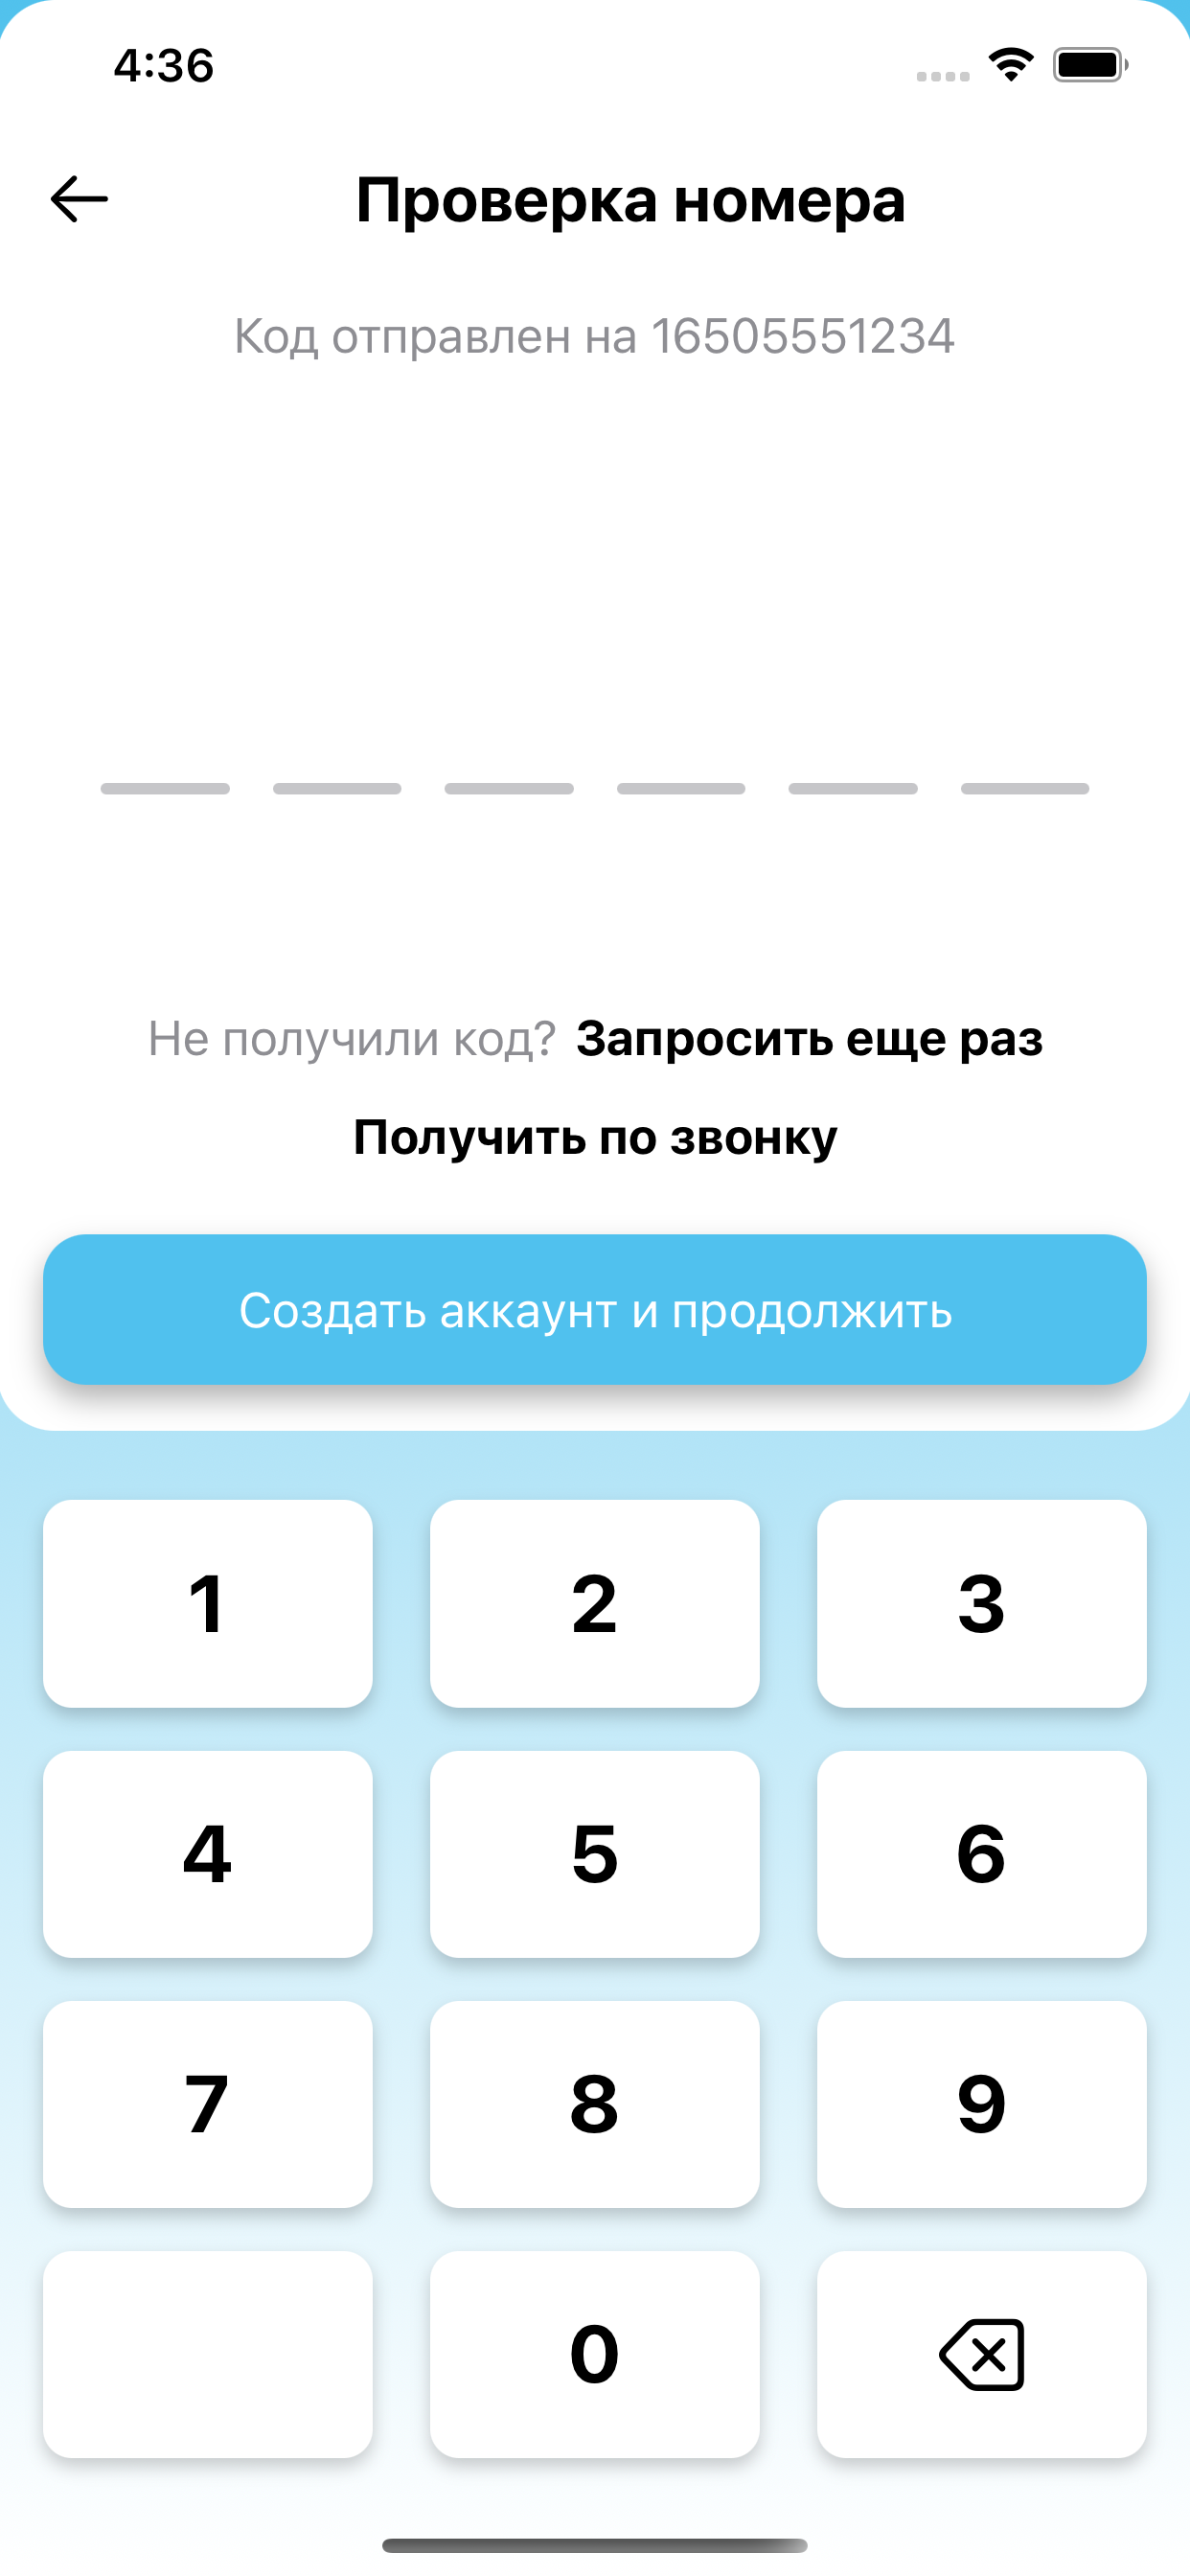 4:36
Проверка номера
Код отправлен на 16505551234
Не получили код? Запросить еще раз
Получить по звонку
Создать аккаунт и продолжить
1 2 3
4 5 6
7 8 9
0